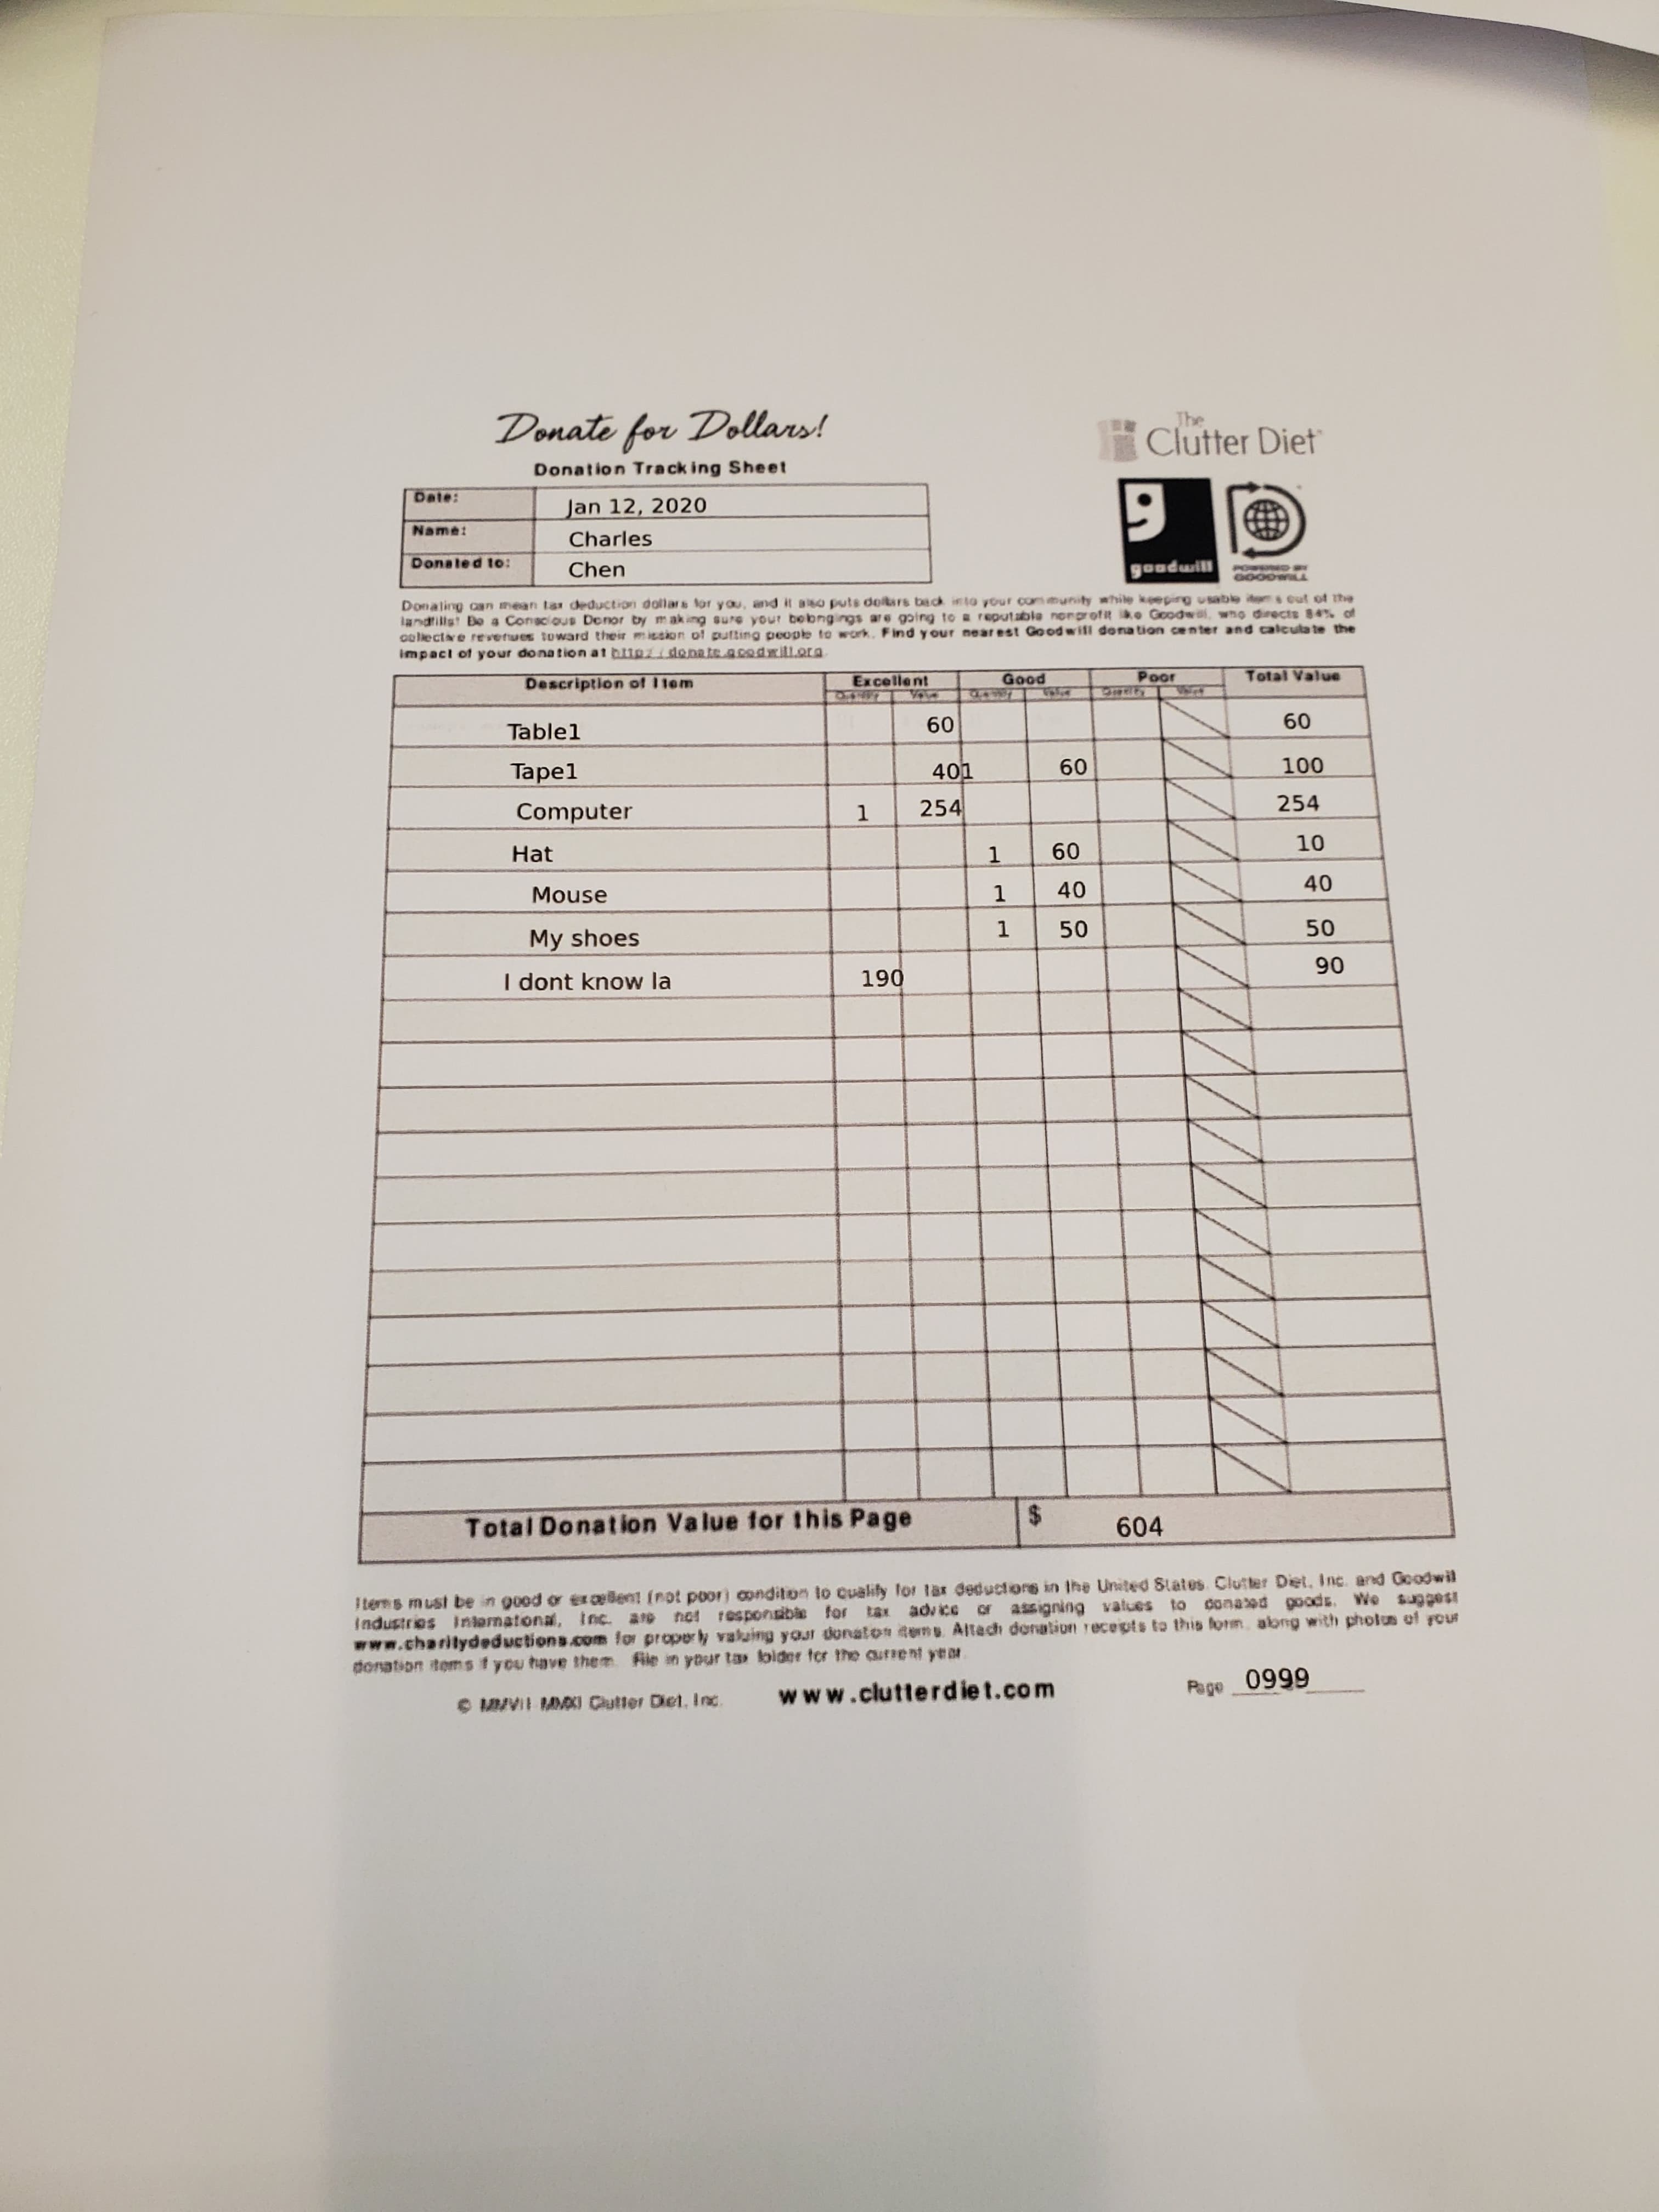 Donate for Dollars!
The
Clutter Diet
Donation Tracking Sheet
Date: Jan 12, 2020
Name: Charles
Donated to: Chen
goodwill
POWERED BY
GOODWILL
Donating can mean tax deduction dollars for you, and it also puts dollars back into your community while keeping usable items out of the
landfills! Be a Conscious Donor by making sure your belongings are going to a reputable nonprofit like Goodwill, who directs 84% of
collective revenues toward their mission of putting people to work. Find your nearest Goodwill donation center and calculate the
impact of your donation at http://donate.goodwill.org.
Description of Item Excellent Good Poor Total Value
Quantity Value Quantity Value Quantity Value
Table1 60 60
Tape1 401 60 100
Computer 1 254 254
Hat 1 60 10
Mouse 1 40 40
My shoes 1 50 50
I dont know la 190 90
Total Donation Value for this Page $ 604
Items must be in good or excellent (not poor) condition to qualify for tax deductions in the United States. Clutter Diet, Inc. and Goodwill
Industries International, Inc. are not responsible for tax advice or assigning values to donated goods. We suggest
www.charitydeductions.com for properly valuing your donation items. Attach donation receipts to this form, along with photos of your
donation items if you have them. File in your tax folder for the current year.
© MMVII-MMXI Clutter Diet, Inc. www.clutterdiet.com Page 0999